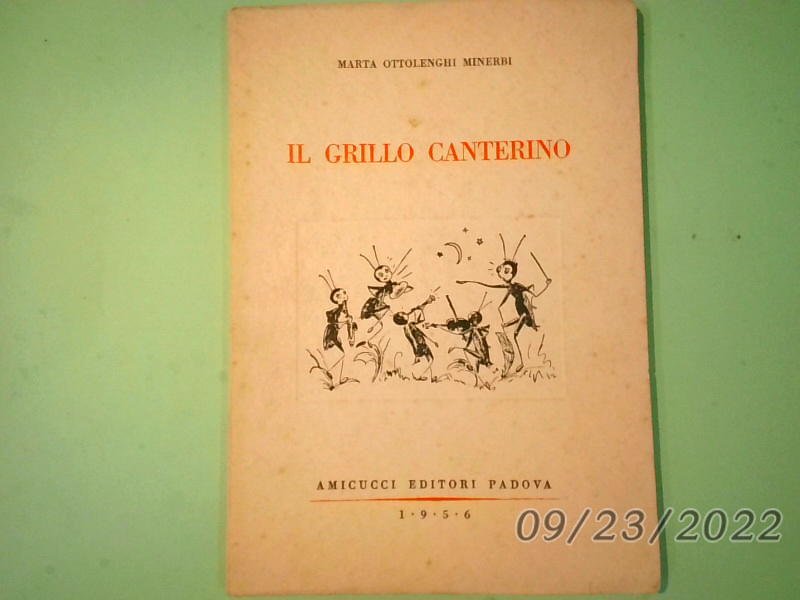 MARTA OTTOLENGHI MINERBI
IL GRILLO CANTERINO
AMICUCCI EDITORI PADOVA
1 · 9 · 5 · 6
09/23/2022